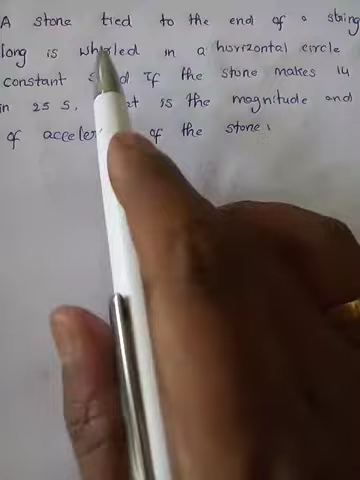 A stone tied to the end of a string
long is whirled in a horizontal circle
constant If the stone makes 14
in 25 S. is the magnitude and
of of the stone.